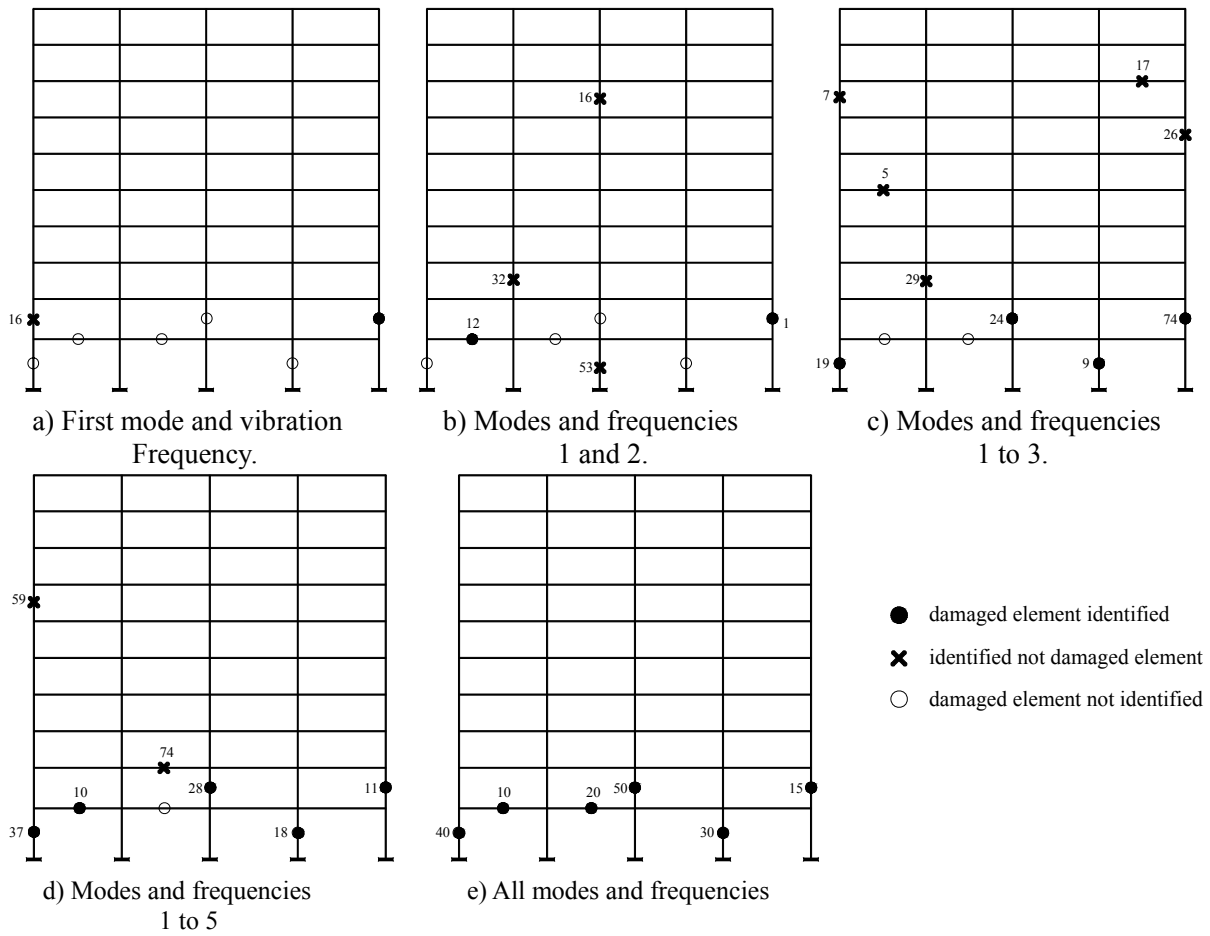 16
a) First mode and vibration
Frequency.
16
32
12
1
53
b) Modes and frequencies
1 and 2.
17
7
26
5
29
24
74
19
9
c) Modes and frequencies
1 to 3.
59
74
28
11
10
37
18
d) Modes and frequencies
1 to 5
50
15
10
20
40
30
e) All modes and frequencies
damaged element identified
identified not damaged element
damaged element not identified